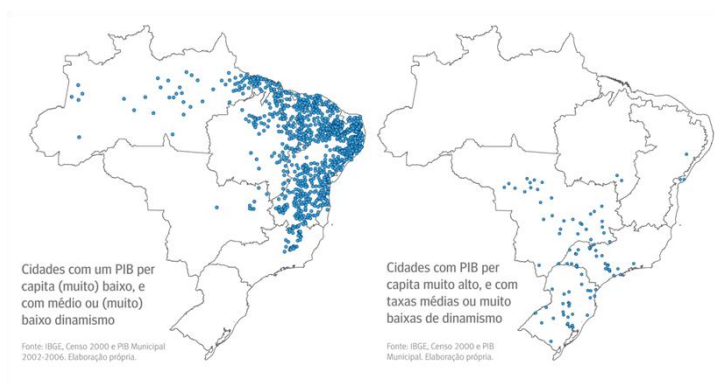 Cidades com um PIB per
capita (muito) baixo, e
com médio ou (muito)
baixo dinamismo
Fonte: IBGE, Censo 2000 e PIB Municipal
2002-2006. Elaboração própria.
Cidades com PIB per
capita muito alto, e com
taxas médias ou muito
baixas de dinamismo
Fonte: IBGE, Censo 2000 e PIB
Municipal. Elaboração própria.